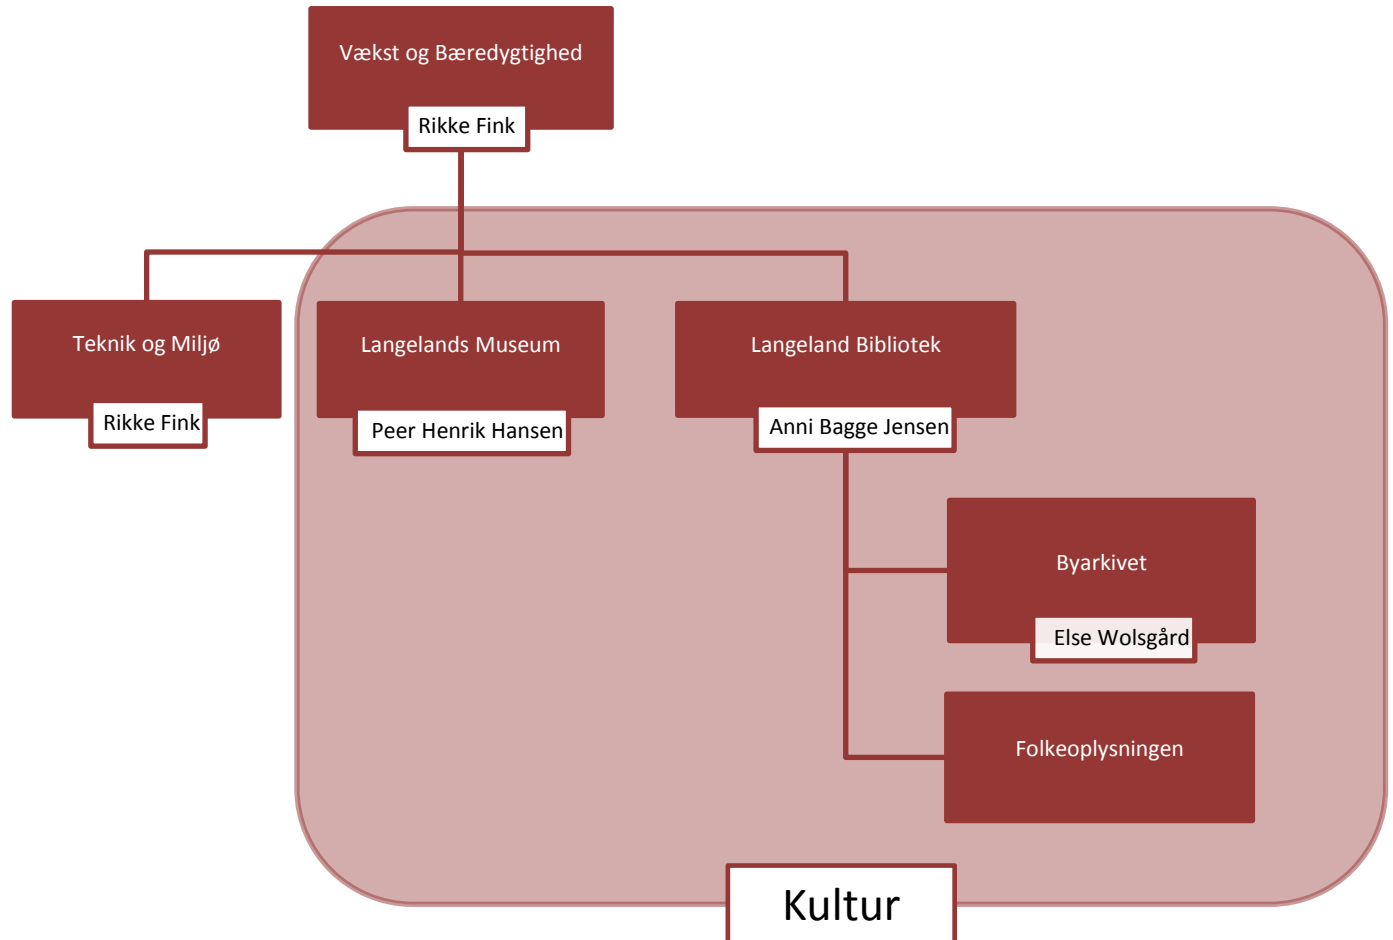 Vækst og Bæredygtighed
Rikke Fink
Teknik og Miljø
Rikke Fink
Langelands Museum
Peer Henrik Hansen
Langeland Bibliotek
Anni Bagge Jensen
Byarkivet
Else Wolsgård
Folkeoplysningen
Kultur